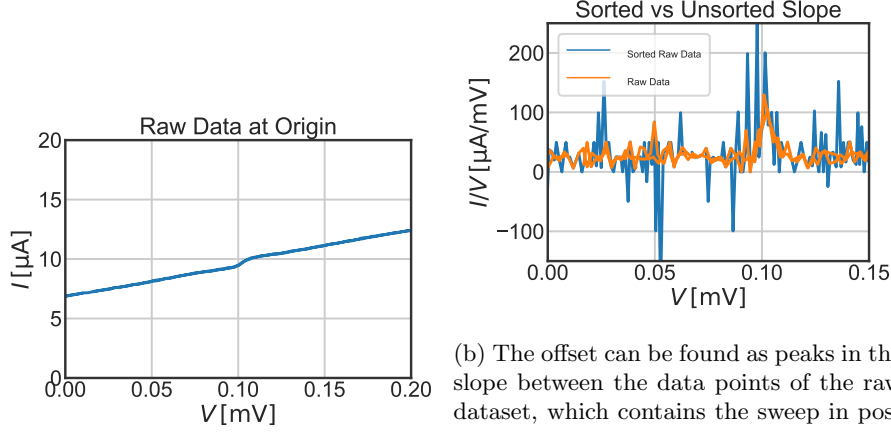 Raw Data at Origin
20
15
10
5
0
0.00
0.05
0.10
0.15
0.20
I [µA]
V [mV]
Sorted vs Unsorted Slope
Sorted Raw Data
Raw Data
200
100
0
−100
0.00
0.05
0.10
0.15
I/V [µA/mV]
V [mV]
(b) The offset can be found as peaks in th
slope between the data points of the raw
dataset, which contains the sweep in pos